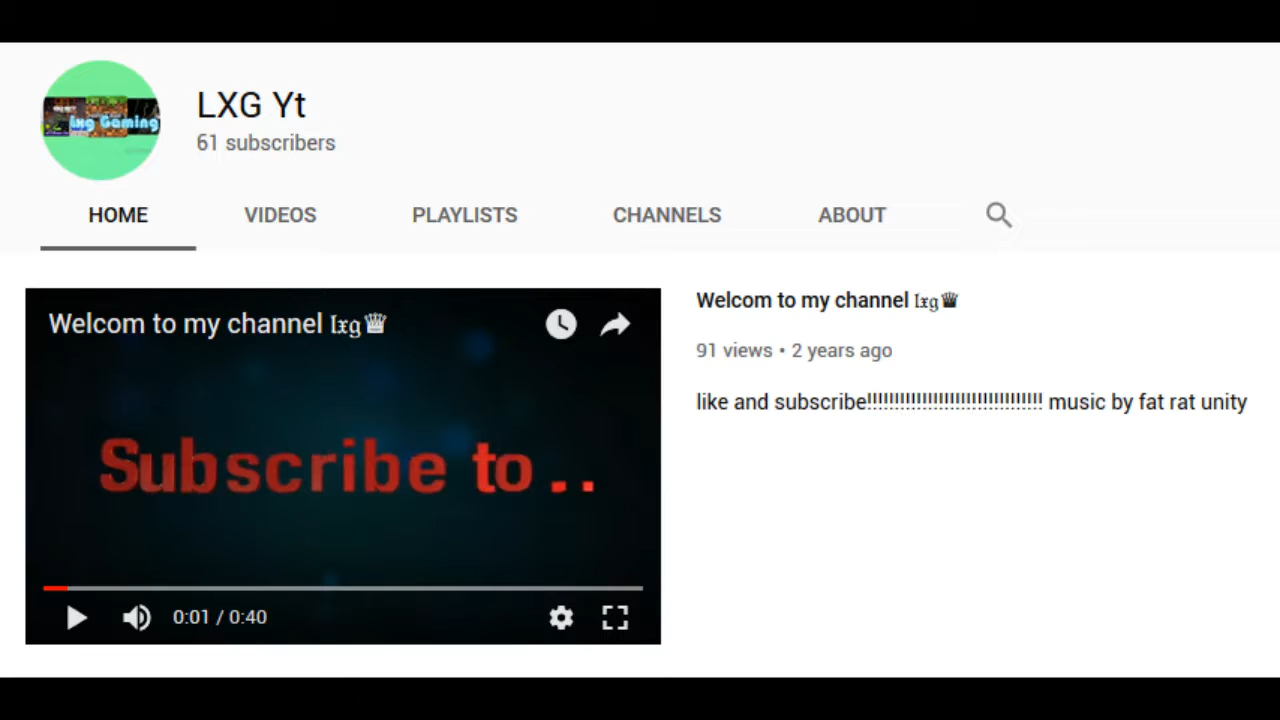 Lxg Gaming
LXG Yt
61 subscribers
HOME VIDEOS PLAYLISTS CHANNELS ABOUT
Welcom to my channel 𝔩𝔵𝔤♛
Subscribe to . .
0:01 / 0:40
Welcom to my channel 𝔩𝔵𝔤♛
91 views • 2 years ago
like and subscribe!!!!!!!!!!!!!!!!!!!!!!!!!!!!!!!! music by fat rat unity